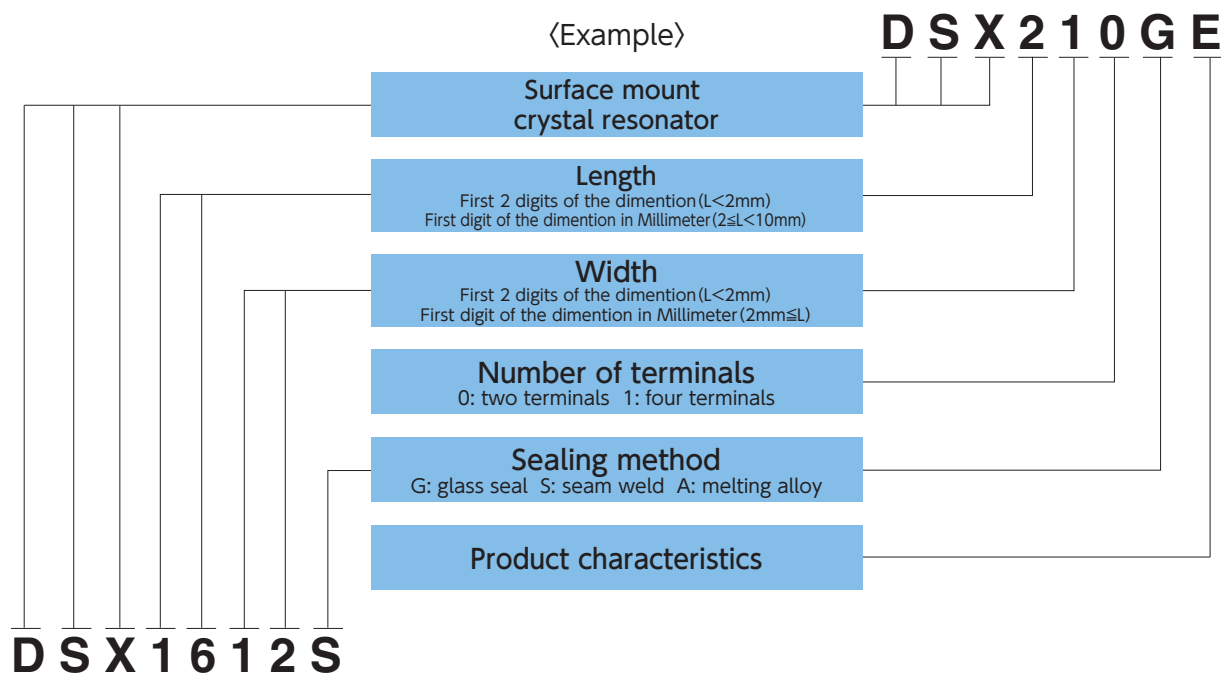 〈Example〉
D S X 2 1 0 G E
Surface mount
crystal resonator
Length
First 2 digits of the dimention(L<2mm)
First digit of the dimention in Millimeter(2≦L<10mm)
Width
First 2 digits of the dimention(L<2mm)
First digit of the dimention in Millimeter(2mm≦L)
Number of terminals
0: two terminals 1: four terminals
Sealing method
G: glass seal S: seam weld A: melting alloy
Product characteristics
D S X 1 6 1 2 S